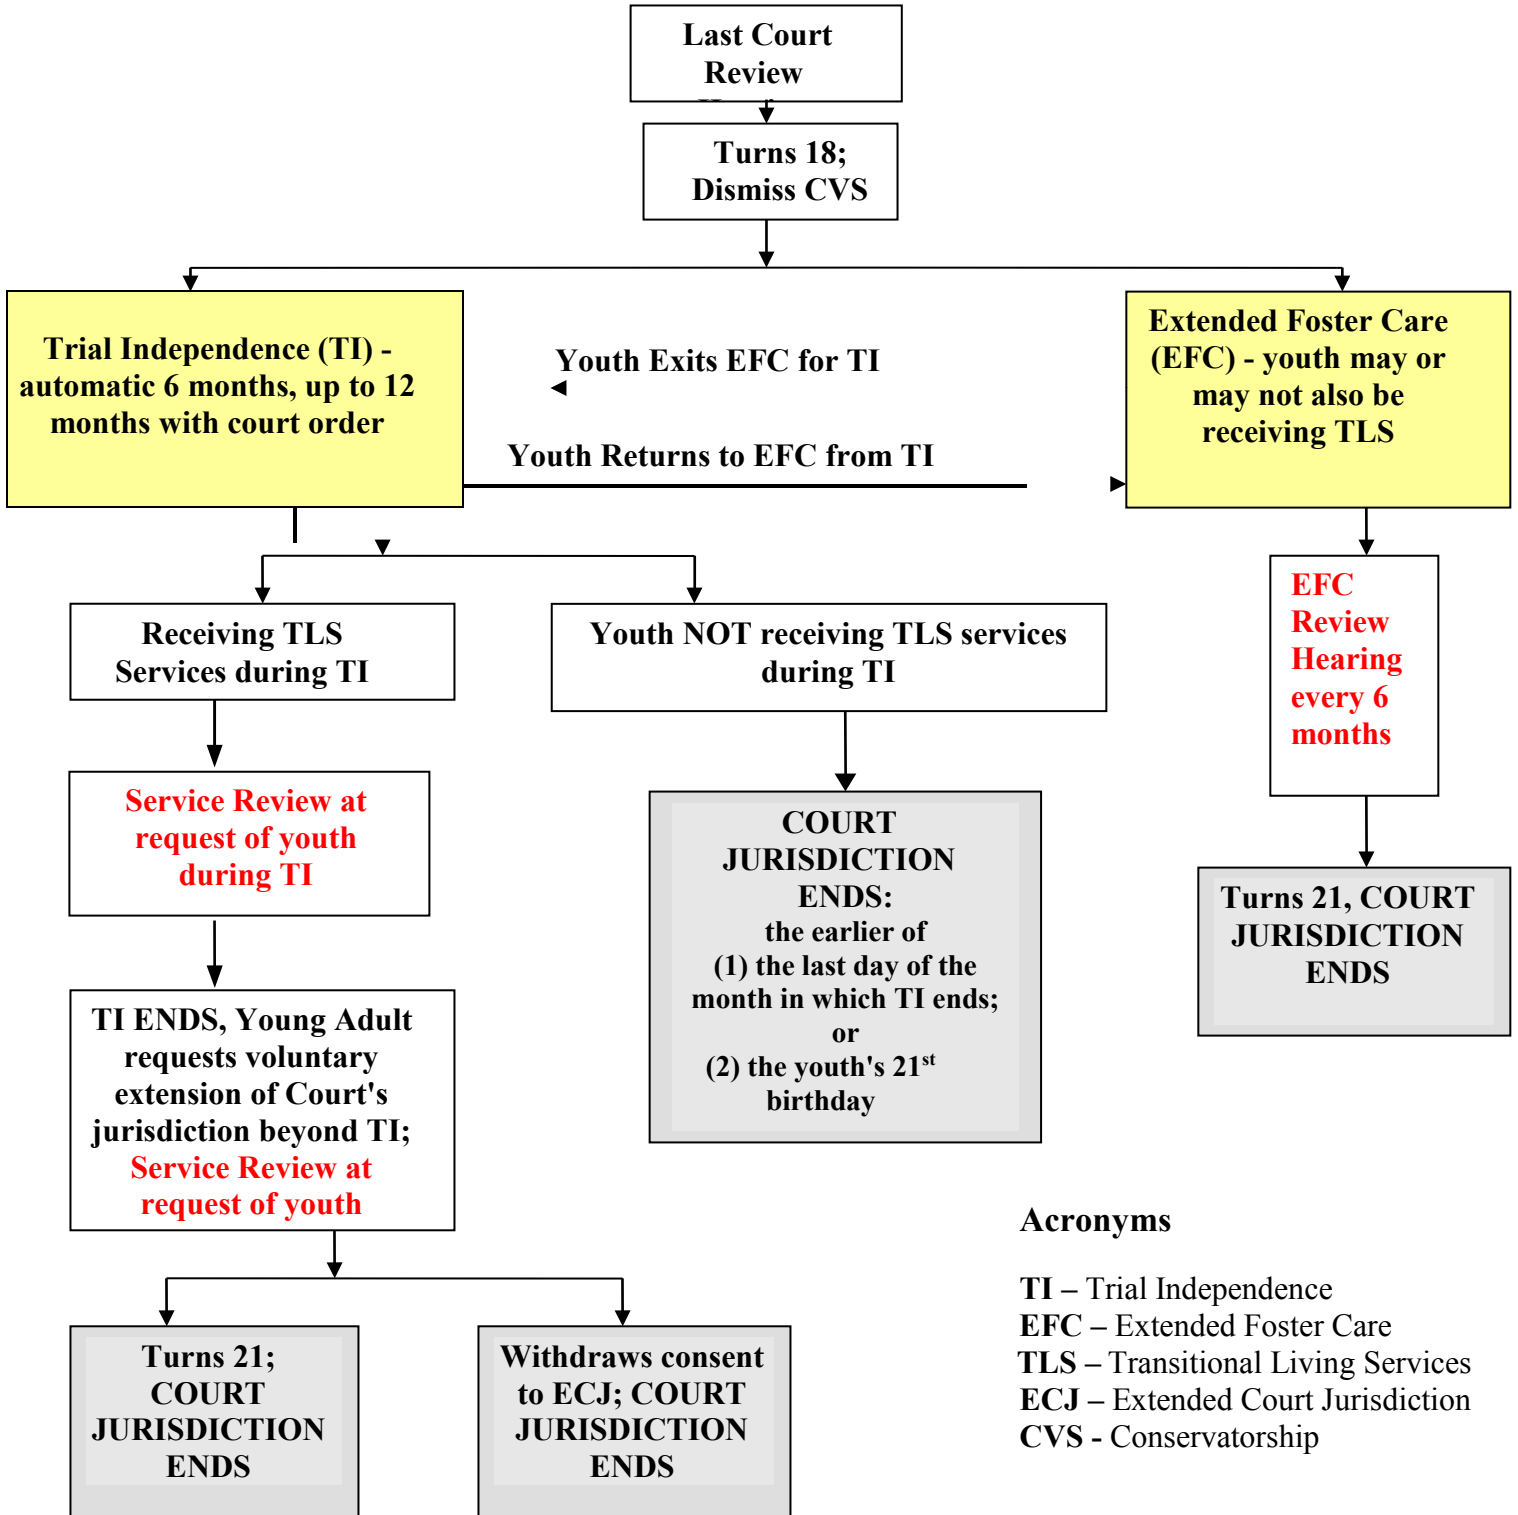 Last Court
Review
Turns 18;
Dismiss CVS
Trial Independence (TI) -
automatic 6 months, up to 12
months with court order
Youth Exits EFC for TI
Youth Returns to EFC from TI
Extended Foster Care
(EFC) - youth may or
may not also be
receiving TLS
Receiving TLS
Services during TI
Youth NOT receiving TLS services
during TI
EFC
Review
Hearing
every 6
months
Service Review at
request of youth
during TI
COURT
JURISDICTION
ENDS:
the earlier of
(1) the last day of the
month in which TI ends;
or
(2) the youth's 21st
birthday
Turns 21, COURT
JURISDICTION
ENDS
TI ENDS, Young Adult
requests voluntary
extension of Court's
jurisdiction beyond TI;
Service Review at
request of youth
Turns 21;
COURT
JURISDICTION
ENDS
Withdraws consent
to ECJ; COURT
JURISDICTION
ENDS
Acronyms
TI – Trial Independence
EFC – Extended Foster Care
TLS – Transitional Living Services
ECJ – Extended Court Jurisdiction
CVS - Conservatorship